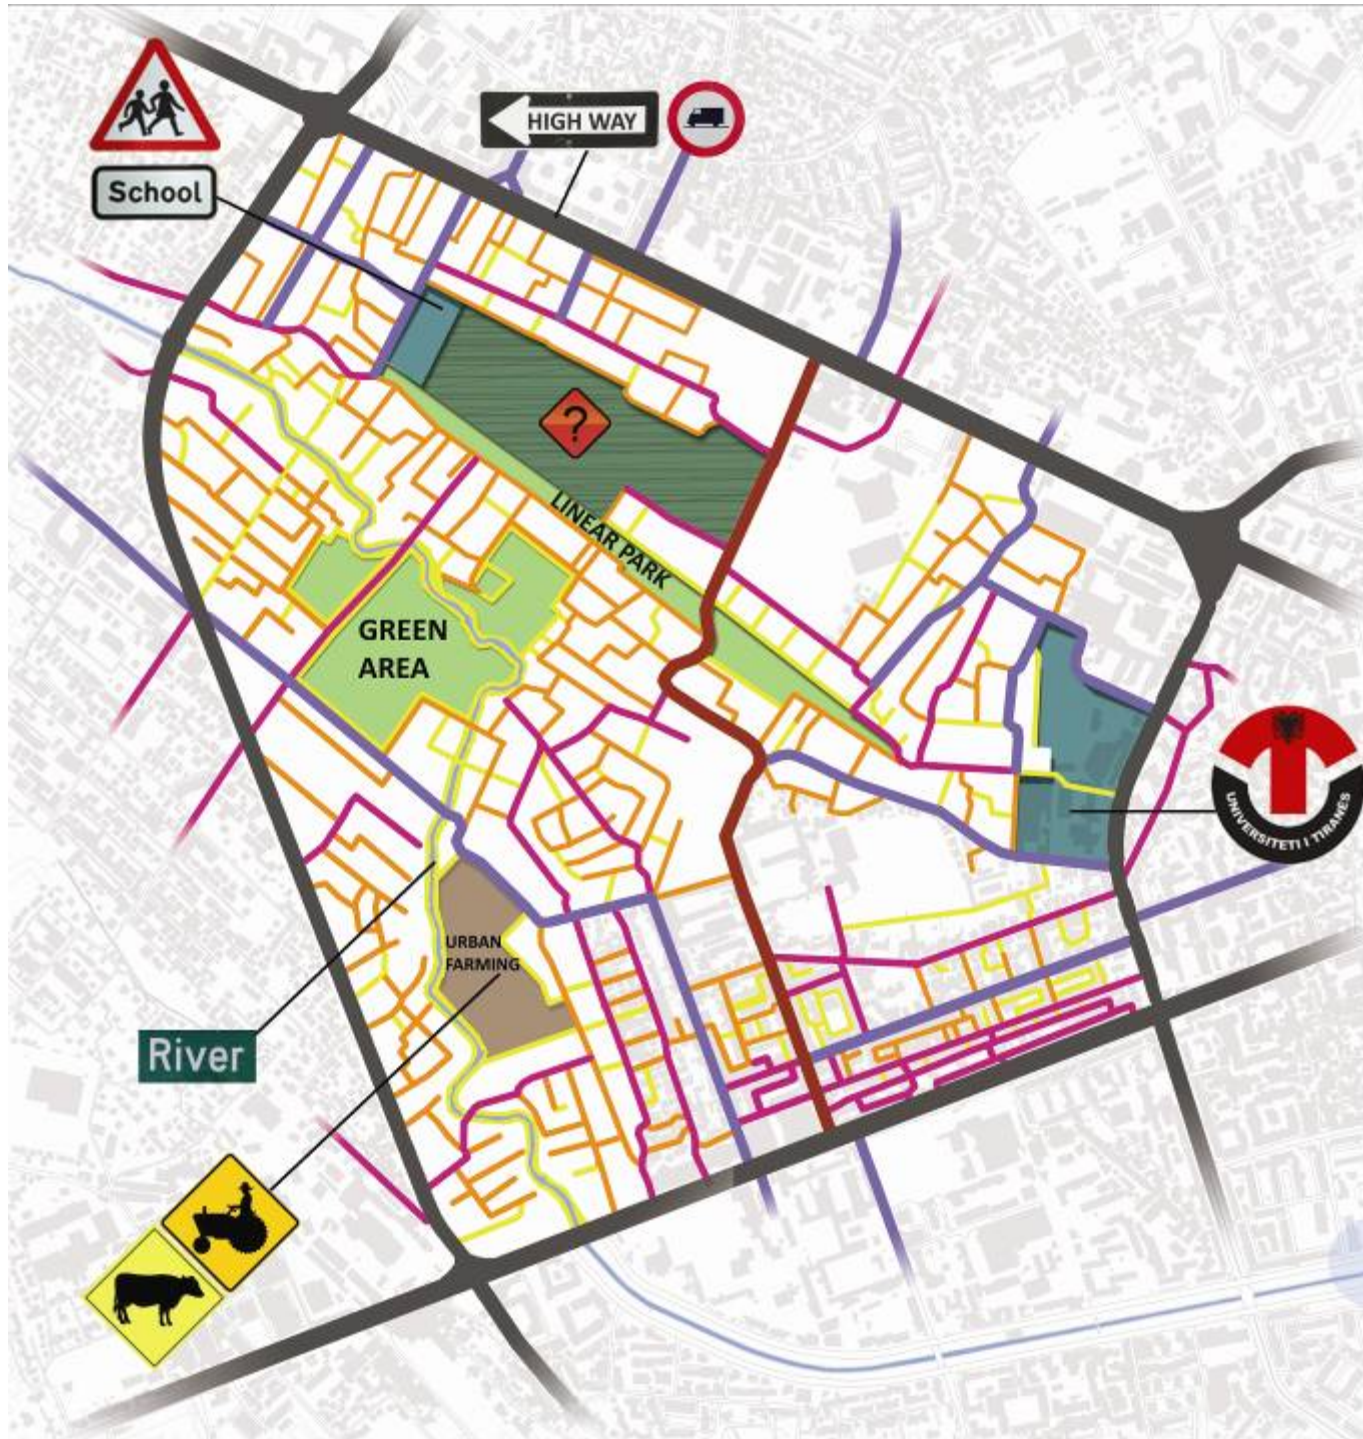 HIGH WAY
School
?
LINEAR PARK
GREEN
AREA
UNIVERSITETI I TIRANËS
URBAN
FARMING
River